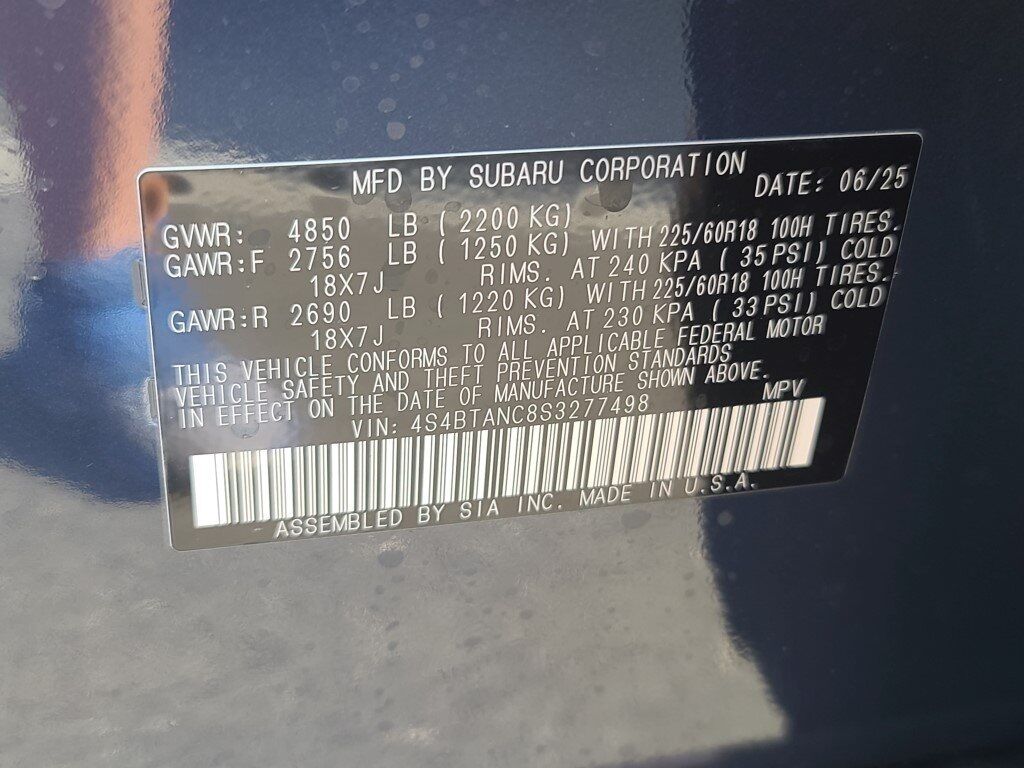 MFD BY SUBARU CORPORATION DATE: 06/25
GVWR: 4850 LB ( 2200 KG)
GAWR:F 2756 LB ( 1250 KG) WITH 225/60R18 100H TIRES.
18X7J RIMS. AT 240 KPA ( 35 PSI) COLD
GAWR:R 2690 LB ( 1220 KG) WITH 225/60R18 100H TIRES.
18X7J RIMS. AT 230 KPA ( 33 PSI) COLD
THIS VEHICLE CONFORMS TO ALL APPLICABLE FEDERAL MOTOR
VEHICLE SAFETY AND THEFT PREVENTION STANDARDS
IN EFFECT ON THE DATE OF MANUFACTURE SHOWN ABOVE.
VIN: 4S4BTANC8S3277498 MPV
ASSEMBLED BY SIA INC. MADE IN U.S.A.